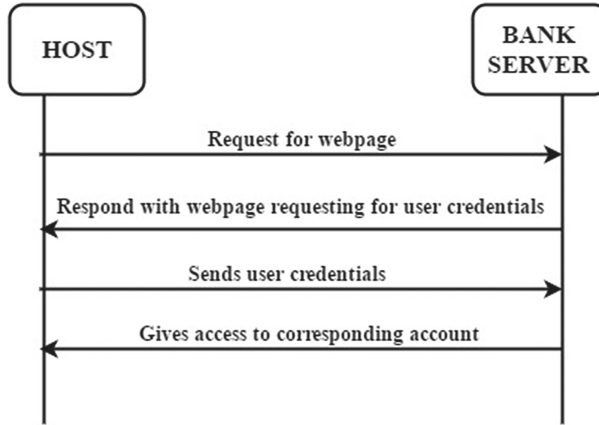 HOST
BANK
SERVER
Request for webpage
Respond with webpage requesting for user credentials
Sends user credentials
Gives access to corresponding account